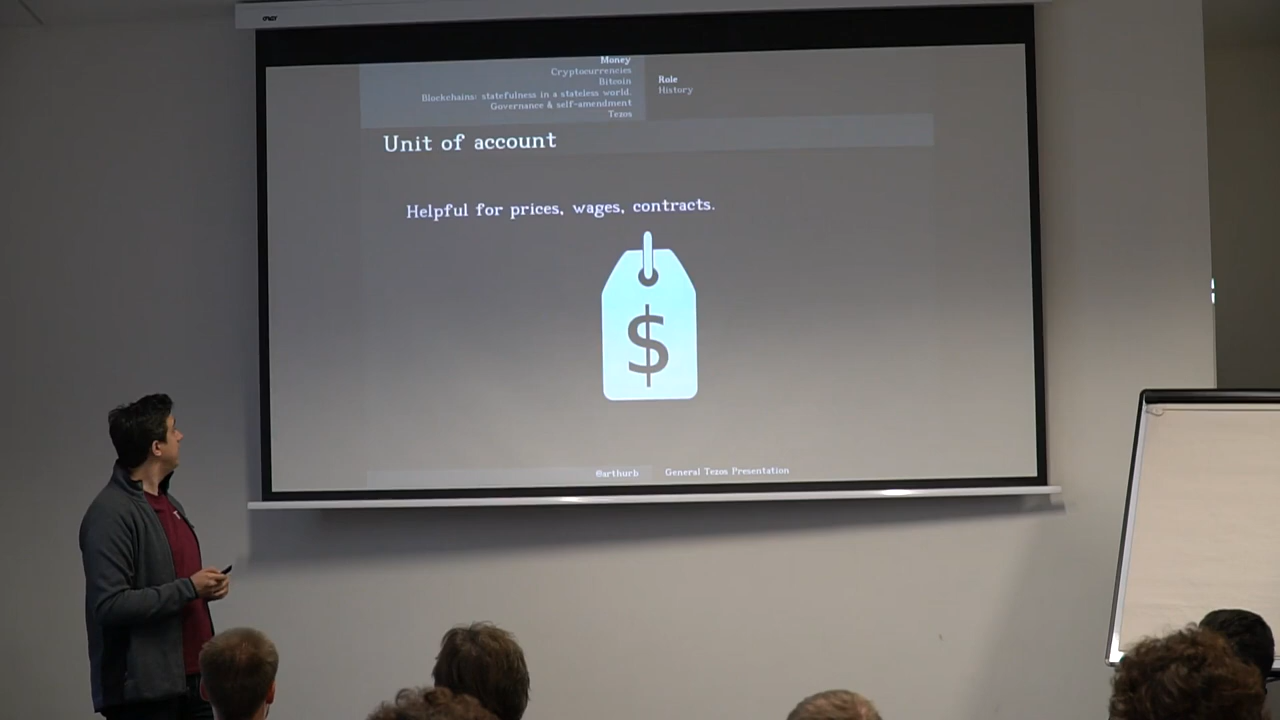 Money
Cryptocurrencies
Bitcoin
Blockchains: statefulness in a stateless world.
Governance & self-amendment
Tezos
Role
History
Unit of account
Helpful for prices, wages, contracts.
$
@arthurb
General Tezos Presentation